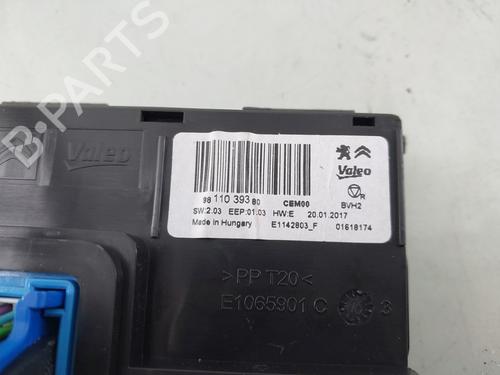 B-PARTS
Valeo
98 110 393 80
CEM00
Valeo
SW:2.03 EEP:01.03 HW:E 20.01.2017
R
BVH2
Made in Hungary E1142803_F 01618174
>PP T20<
E1065901 C 3